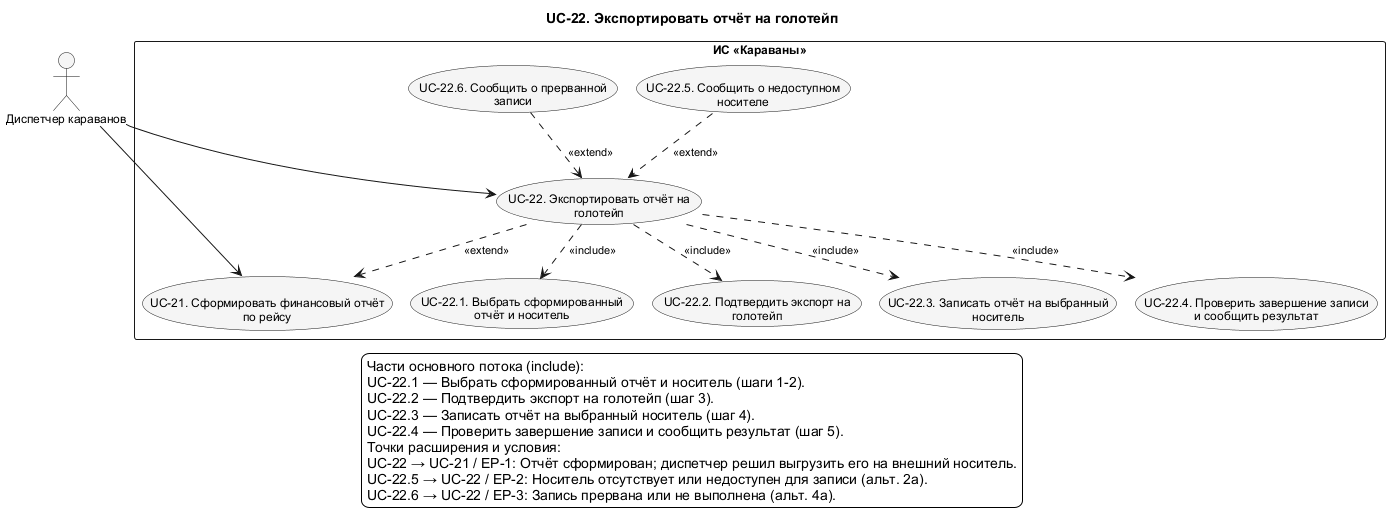 UC-22. Экспортировать отчёт на голотейп
ИС «Караваны»
Диспетчер караванов
UC-22.6. Сообщить о прерванной
записи
UC-22.5. Сообщить о недоступном
носителе
«extend»
«extend»
UC-22. Экспортировать отчёт на
голотейп
«extend»
«include»
«include»
«include»
«include»
UC-21. Сформировать финансовый отчёт
по рейсу
UC-22.1. Выбрать сформированный
отчёт и носитель
UC-22.2. Подтвердить экспорт на
голотейп
UC-22.3. Записать отчёт на выбранный
носитель
UC-22.4. Проверить завершение записи
и сообщить результат
Части основного потока (include):
UC-22.1 — Выбрать сформированный отчёт и носитель (шаги 1-2).
UC-22.2 — Подтвердить экспорт на голотейп (шаг 3).
UC-22.3 — Записать отчёт на выбранный носитель (шаг 4).
UC-22.4 — Проверить завершение записи и сообщить результат (шаг 5).
Точки расширения и условия:
UC-22 → UC-21 / EP-1: Отчёт сформирован; диспетчер решил выгрузить его на внешний носитель.
UC-22.5 → UC-22 / EP-2: Носитель отсутствует или недоступен для записи (альт. 2а).
UC-22.6 → UC-22 / EP-3: Запись прервана или не выполнена (альт. 4а).